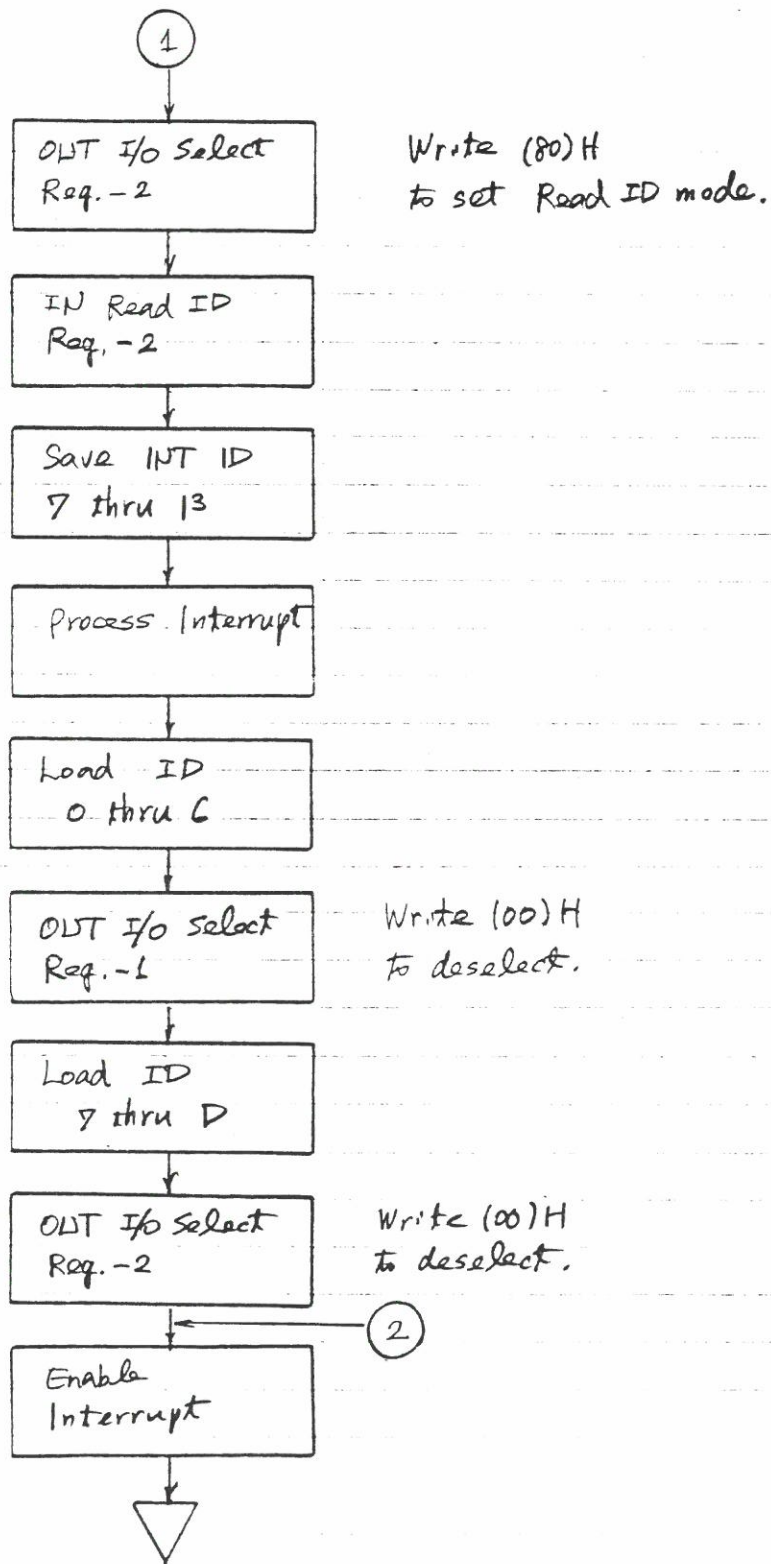 1
OUT I/O Select
Reg. -2
Write (80)H
to set Read ID mode.
IN Read ID
Reg. -2
Save INT ID
7 thru 13
Process Interrupt
Load ID
0 thru 6
OUT I/O Select
Reg. -1
Write (00)H
to deselect.
Load ID
7 thru D
OUT I/O Select
Reg. -2
Write (00)H
to deselect.
2
Enable
Interrupt